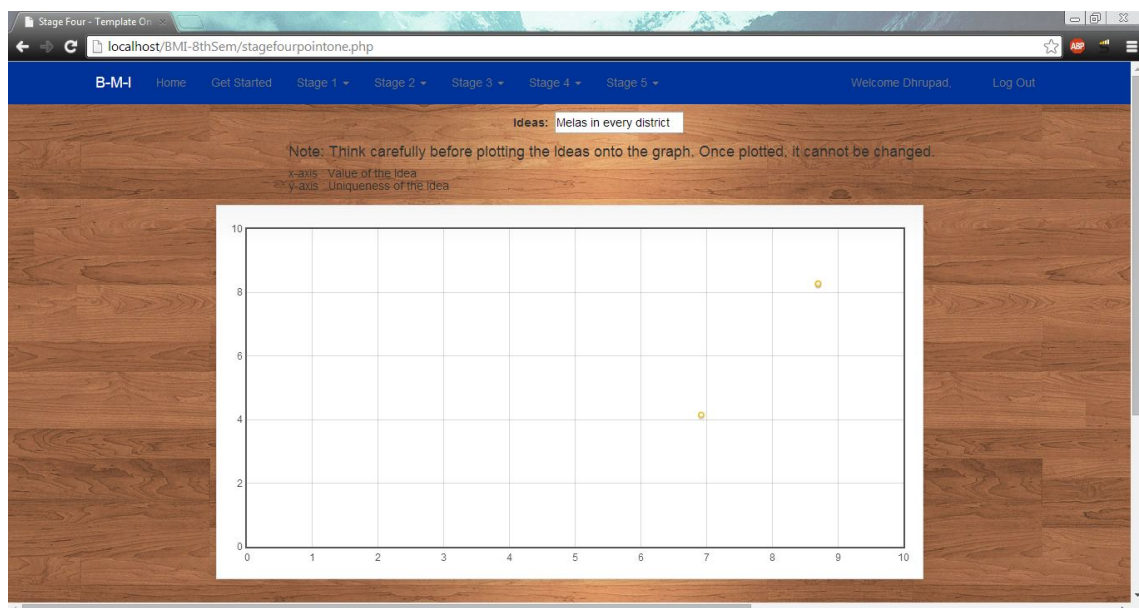 Stage Four - Template On
localhost/BMI-8thSem/stagefourpointone.php
ABP
B-M-I Home Get Started Stage 1 Stage 2 Stage 3 Stage 4 Stage 5 Welcome Dhrupad, Log Out
Ideas: Melas in every district
Note: Think carefully before plotting the Ideas onto the graph. Once plotted, it cannot be changed.
x-axis : Value of the Idea
y-axis : Uniqueness of the Idea
10
8
6
4
2
0
0 1 2 3 4 5 6 7 8 9 10